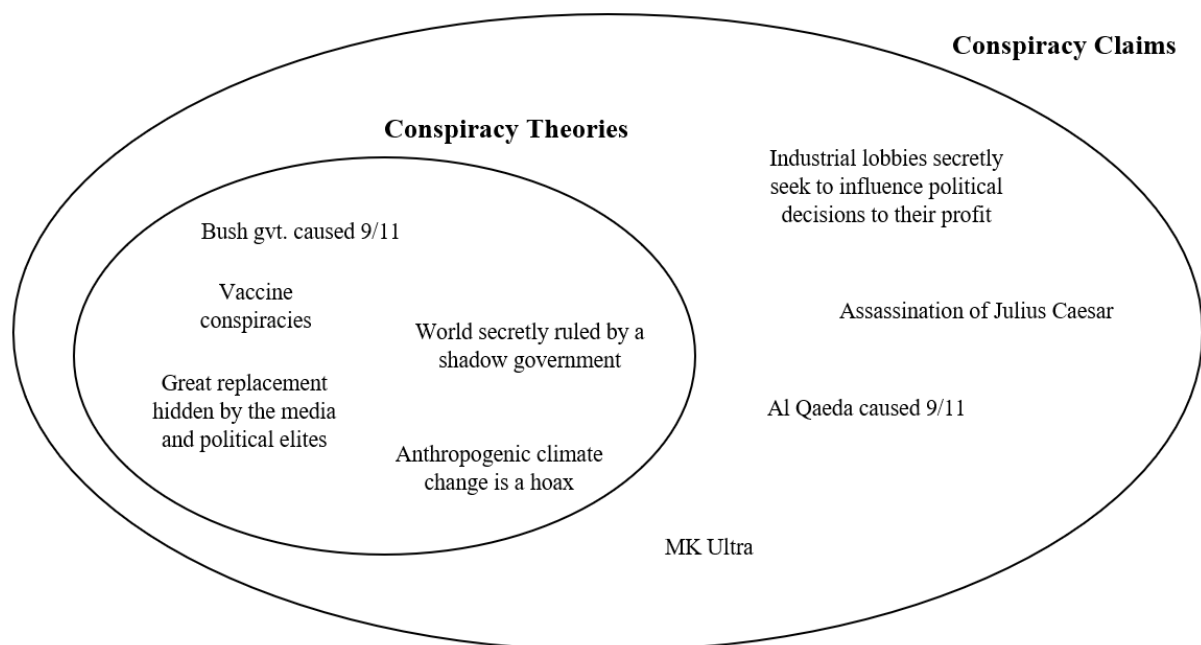 Conspiracy Claims
Conspiracy Theories
Industrial lobbies secretly
seek to influence political
decisions to their profit
Bush gvt. caused 9/11
Vaccine
conspiracies
Assassination of Julius Caesar
World secretly ruled by a
shadow government
Great replacement
hidden by the media
and political elites
Al Qaeda caused 9/11
Anthropogenic climate
change is a hoax
MK Ultra